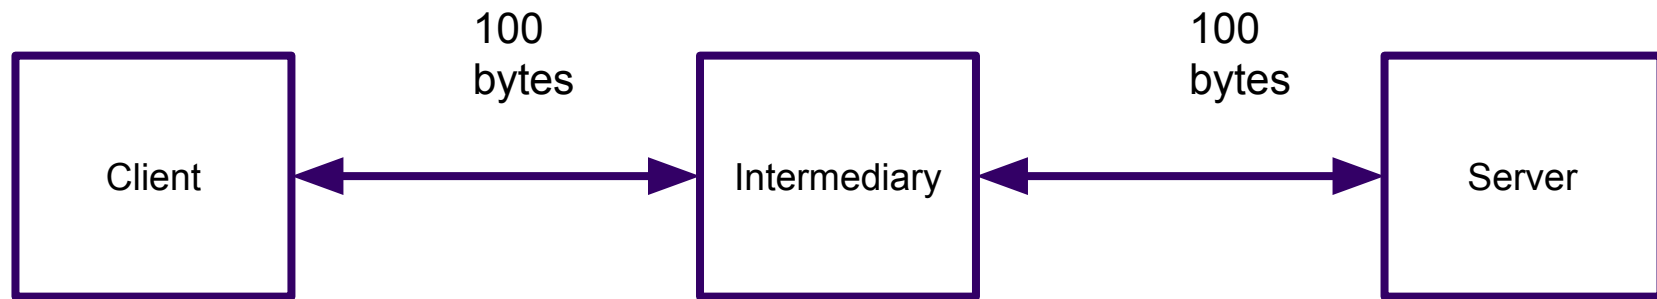 100
bytes
100
bytes
Client
Intermediary
Server